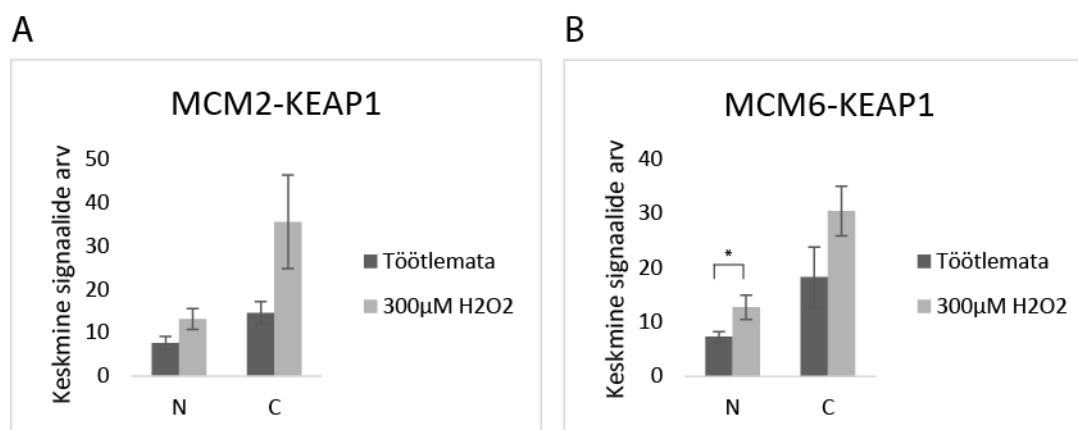 A
MCM2-KEAP1
Keskmine signaalide arv
50
40
30
20
10
0
N C
Töötlemata
300µM H2O2
B
MCM6-KEAP1
Keskmine signaalide arv
40
30
20
10
0
*
N C
Töötlemata
300µM H2O2